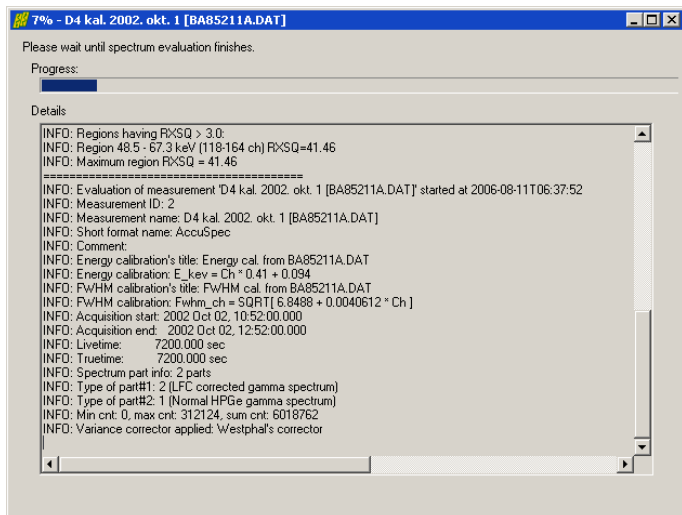 7% - D4 kal. 2002. okt. 1 [BA85211A.DAT]
Please wait until spectrum evaluation finishes.
Progress:
Details
INFO: Regions having RXSQ > 3.0:
INFO: Region 48.5 - 67.3 keV (118-164 ch) RXSQ=41.46
INFO: Maximum region RXSQ = 41.46
========================================
INFO: Evaluation of measurement 'D4 kal. 2002. okt. 1 [BA85211A.DAT]' started at 2006-08-11T06:37:52
INFO: Measurement ID: 2
INFO: Measurement name: D4 kal. 2002. okt. 1 [BA85211A.DAT]
INFO: Short format name: AccuSpec
INFO: Comment:
INFO: Energy calibration's title: Energy cal. from BA85211A.DAT
INFO: Energy calibration: E_kev = Ch * 0.41 + 0.094
INFO: FWHM calibration's title: FWHM cal. from BA85211A.DAT
INFO: FWHM calibration: Fwhm_ch = SQRT[ 6.8488 + 0.0040612 * Ch ]
INFO: Acquisition start: 2002 Oct 02, 10:52:00.000
INFO: Acquisition end: 2002 Oct 02, 12:52:00.000
INFO: Livetime: 7200.000 sec
INFO: Truetime: 7200.000 sec
INFO: Spectrum part info: 2 parts
INFO: Type of part#1: 2 (LFC corrected gamma spectrum)
INFO: Type of part#2: 1 (Normal HPGe gamma spectrum)
INFO: Min cnt: 0, max cnt: 312124, sum cnt: 6018762
INFO: Variance corrector applied: Westphal's corrector